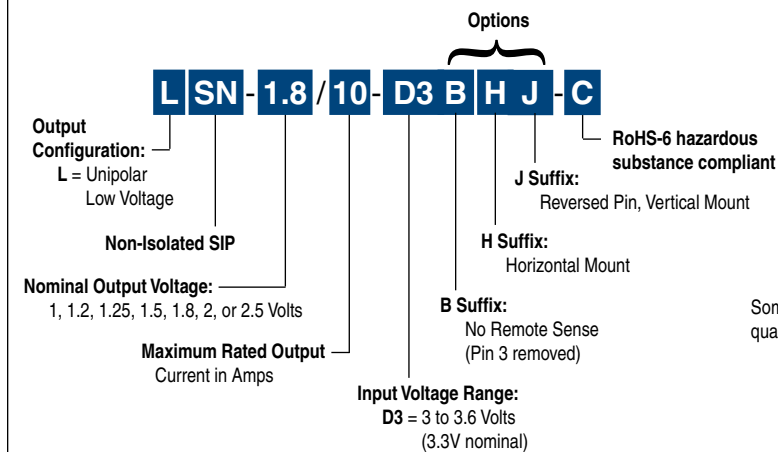 Options
L SN - 1.8 / 10 - D3 B H J - C
Output
Configuration:
L = Unipolar
Low Voltage
RoHS-6 hazardous
substance compliant
J Suffix:
Reversed Pin, Vertical Mount
Non-Isolated SIP
H Suffix:
Horizontal Mount
Nominal Output Voltage:
1, 1.2, 1.25, 1.5, 1.8, 2, or 2.5 Volts
B Suffix:
No Remote Sense
(Pin 3 removed)
Maximum Rated Output
Current in Amps
Input Voltage Range:
D3 = 3 to 3.6 Volts
(3.3V nominal)